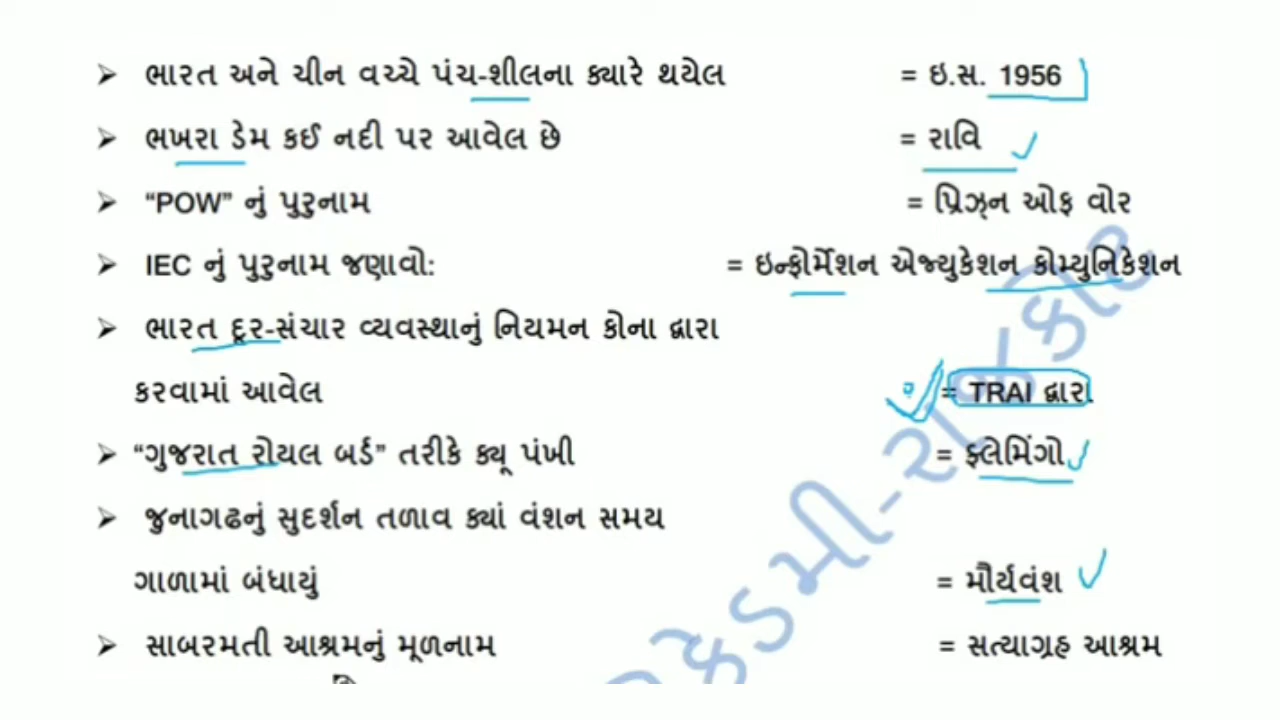 ➢ ભારત અને ચીન વચ્ચે પંચ-શીલના ક્યારે થયેલ = ઇ.સ. 1956
➢ ભખરા ડેમ કઈ નદી પર આવેલ છે = રાવિ
➢ “POW” નું પુરુનામ = પ્રિઝ્ન ઓફ વોર
➢ IEC નું પુરુનામ જણાવો: = ઇન્ફોર્મેશન એજ્યુકેશન કોમ્યુનિકેશન
➢ ભારત દૂર-સંચાર વ્યવસ્થાનું નિયમન કોના દ્વારા
કરવામાં આવેલ = TRAI દ્વારા.
➢ “ગુજરાત રોયલ બર્ડ” તરીકે ક્યૂ પંખી = ફ્લેમિંગો
➢ જુનાગઢનું સુદર્શન તળાવ ક્યાં વંશન સમય
ગાળામાં બંધાયું = મૌર્યવંશ
➢ સાબરમતી આશ્રમનું મૂળનામ = સત્યાગ્રહ આશ્રમ
કેડમી-રાજકોટ